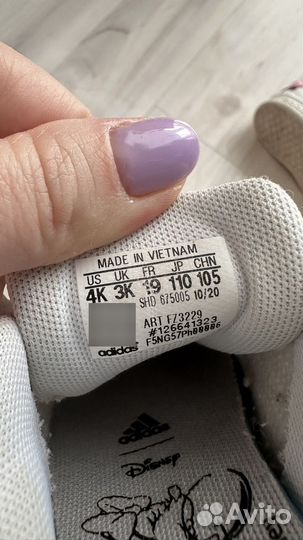 MADE IN VIETNAM
US UK FR JP CHN
4K 3K 19 110 105
SHD 675005 10/20
ART FZ3229
#126641323
F5NG57Ph00006
adidas
adidas
DISNEY
Avito